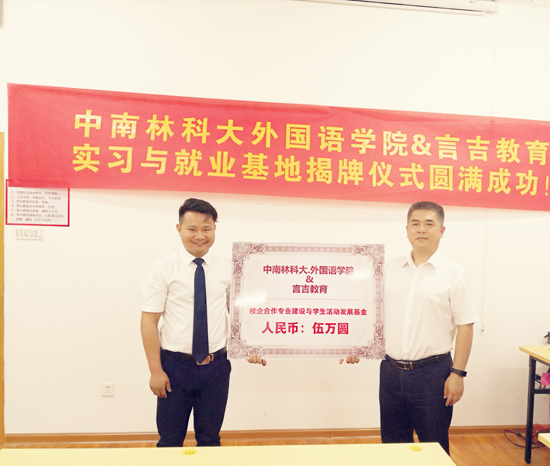 中南林科大外国语学院&言吉教育
实习与就业基地揭牌仪式圆满成功!
中南林科大.外国语学院
&
言吉教育
校企合作专业建设与学生活动发展基金
人民币：伍万圆